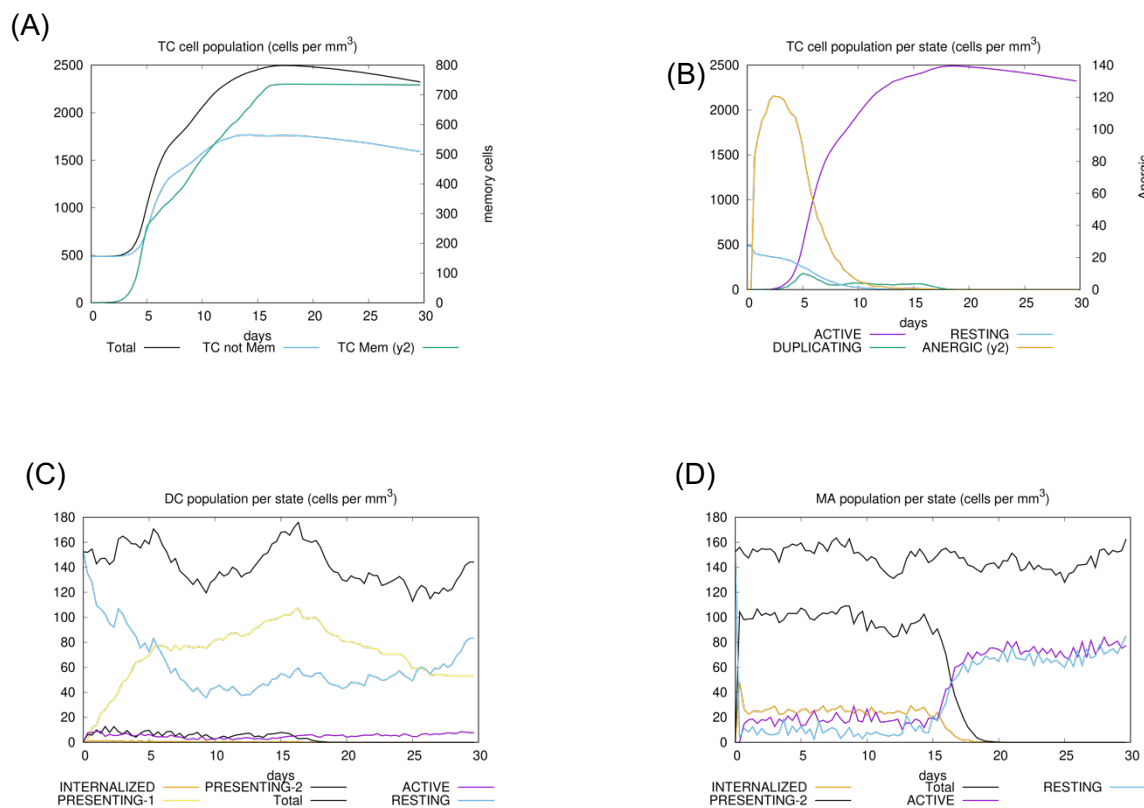 (A)
TC cell population (cells per mm³)
2500
2000
1500
1000
500
0
800
700
600
500
400
300
200
100
0
memory cells
0 5 10 15 20 25 30
days
Total TC not Mem TC Mem (y2)
(B)
TC cell population per state (cells per mm³)
2500
2000
1500
1000
500
0
140
120
100
80
60
40
20
0
Anergic
0 5 10 15 20 25 30
days
ACTIVE RESTING
DUPLICATING ANERGIC (y2)
(C)
DC population per state (cells per mm³)
180
160
140
120
100
80
60
40
20
0
0 5 10 15 20 25 30
days
INTERNALIZED PRESENTING-2 ACTIVE
PRESENTING-1 Total RESTING
(D)
MA population per state (cells per mm³)
180
160
140
120
100
80
60
40
20
0
0 5 10 15 20 25 30
days
INTERNALIZED Total RESTING
PRESENTING-2 ACTIVE